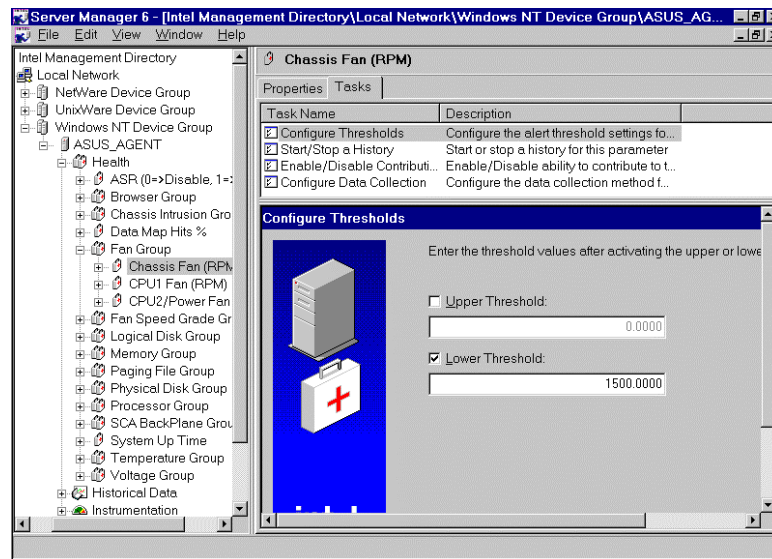 Server Manager 6 - [Intel Management Directory\Local Network\Windows NT Device Group\ASUS_AG...
File Edit View Window Help
Intel Management Directory
Local Network
NetWare Device Group
UnixWare Device Group
Windows NT Device Group
ASUS_AGENT
Health
ASR (0=>Disable, 1=>
Browser Group
Chassis Intrusion Gro
Data Map Hits %
Fan Group
Chassis Fan (RPM
CPU1 Fan (RPM)
CPU2/Power Fan
Fan Speed Grade Gr
Logical Disk Group
Memory Group
Paging File Group
Physical Disk Group
Processor Group
SCA BackPlane Grou
System Up Time
Temperature Group
Voltage Group
Historical Data
Instrumentation
Chassis Fan (RPM)
Properties Tasks
Task Name Description
Configure Thresholds Configure the alert threshold settings fo...
Start/Stop a History Start or stop a history for this parameter
Enable/Disable Contributi... Enable/Disable ability to contribute to t...
Configure Data Collection Configure the data collection method f...
Configure Thresholds
Enter the threshold values after activating the upper or lowe
Upper Threshold:
0.0000
Lower Threshold:
1500.0000